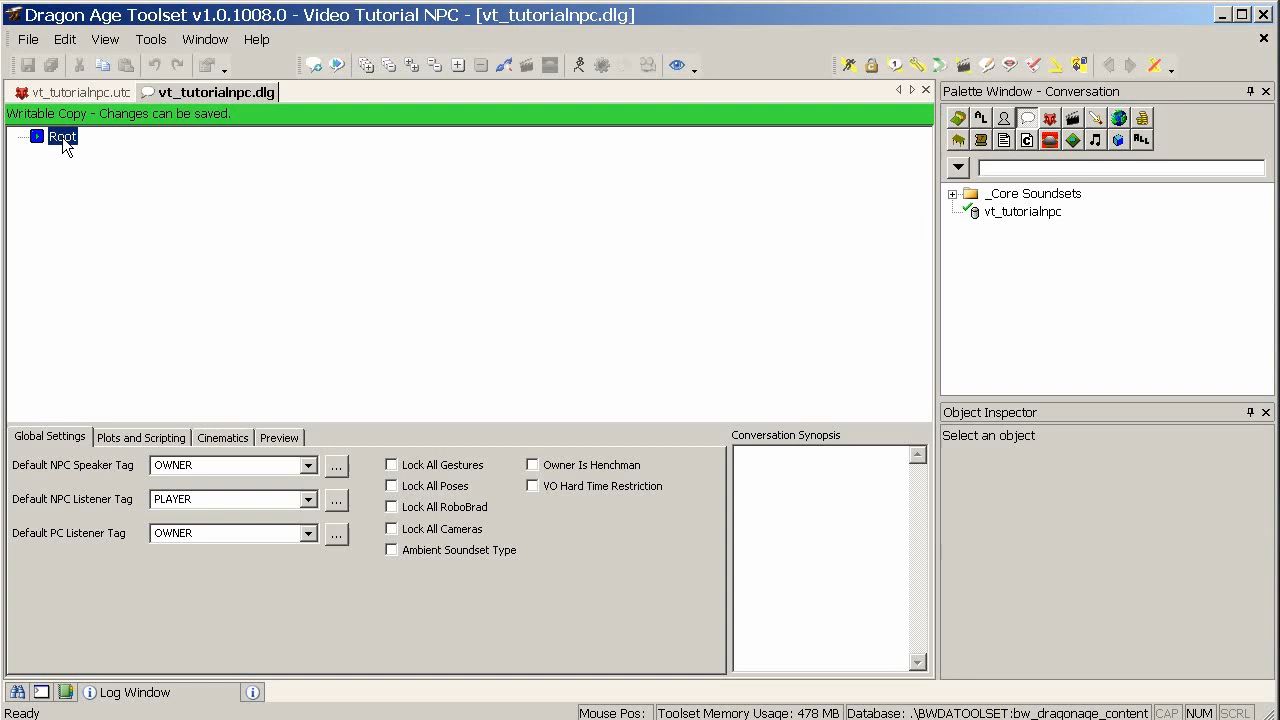 Dragon Age Toolset v1.0.1008.0 - Video Tutorial NPC - [vt_tutorialnpc.dlg]
File Edit View Tools Window Help
vt_tutorialnpc.utc vt_tutorialnpc.dlg
Writable Copy - Changes can be saved.
Root
Palette Window - Conversation
AL
ALL
_Core Soundsets
vt_tutorialnpc
Object Inspector
Select an object
Global Settings Plots and Scripting Cinematics Preview
Default NPC Speaker Tag OWNER ...
Default NPC Listener Tag PLAYER ...
Default PC Listener Tag OWNER ...
Lock All Gestures
Lock All Poses
Lock All RoboBrad
Lock All Cameras
Ambient Soundset Type
Owner Is Henchman
VO Hard Time Restriction
Conversation Synopsis
Log Window
Ready
Mouse Pos: Toolset Memory Usage: 478 MB Database: .\BWDATOOLSET:bw_dragonage_content CAP NUM SCRL